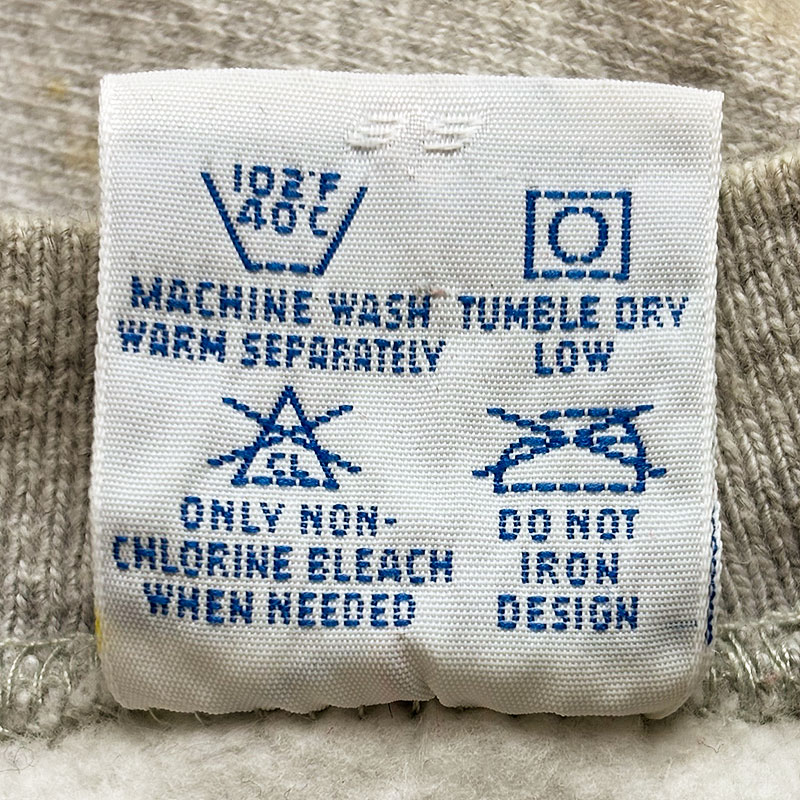 102°F
40°C
MACHINE WASH
WARM SEPARATELY
TUMBLE DRY
LOW
CL
ONLY NON-
CHLORINE BLEACH
WHEN NEEDED
DO NOT
IRON
DESIGN